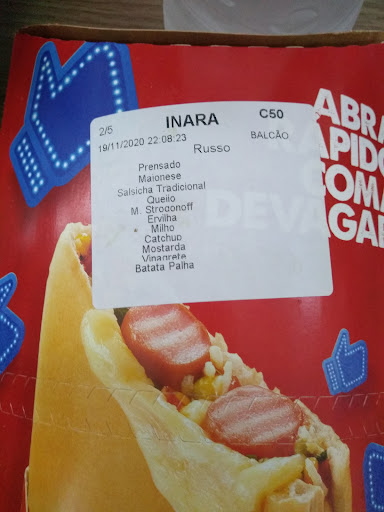 INARA
C50
2/5
19/11/2020 22:08:23
BALCÃO
Russo
Prensado
Maionese
Salsicha Tradicional
Queijo
M. Strogonoff
Ervilha
* Milho
Catchup
Mostarda
Vinagrete
Batata Palha
ABRA
RÁPIDO
COMA
DEVAGAR